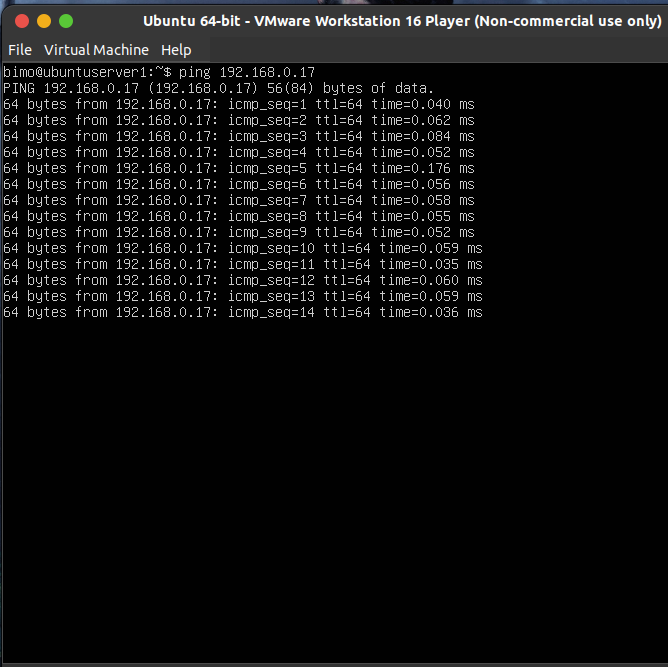 Ubuntu 64-bit - VMware Workstation 16 Player (Non-commercial use only)
File Virtual Machine Help
bimo@ubuntuserver1:~$ ping 192.168.0.17
PING 192.168.0.17 (192.168.0.17) 56(84) bytes of data.
64 bytes from 192.168.0.17: icmp_seq=1 ttl=64 time=0.040 ms
64 bytes from 192.168.0.17: icmp_seq=2 ttl=64 time=0.062 ms
64 bytes from 192.168.0.17: icmp_seq=3 ttl=64 time=0.084 ms
64 bytes from 192.168.0.17: icmp_seq=4 ttl=64 time=0.052 ms
64 bytes from 192.168.0.17: icmp_seq=5 ttl=64 time=0.176 ms
64 bytes from 192.168.0.17: icmp_seq=6 ttl=64 time=0.056 ms
64 bytes from 192.168.0.17: icmp_seq=7 ttl=64 time=0.058 ms
64 bytes from 192.168.0.17: icmp_seq=8 ttl=64 time=0.055 ms
64 bytes from 192.168.0.17: icmp_seq=9 ttl=64 time=0.052 ms
64 bytes from 192.168.0.17: icmp_seq=10 ttl=64 time=0.059 ms
64 bytes from 192.168.0.17: icmp_seq=11 ttl=64 time=0.035 ms
64 bytes from 192.168.0.17: icmp_seq=12 ttl=64 time=0.060 ms
64 bytes from 192.168.0.17: icmp_seq=13 ttl=64 time=0.059 ms
64 bytes from 192.168.0.17: icmp_seq=14 ttl=64 time=0.036 ms